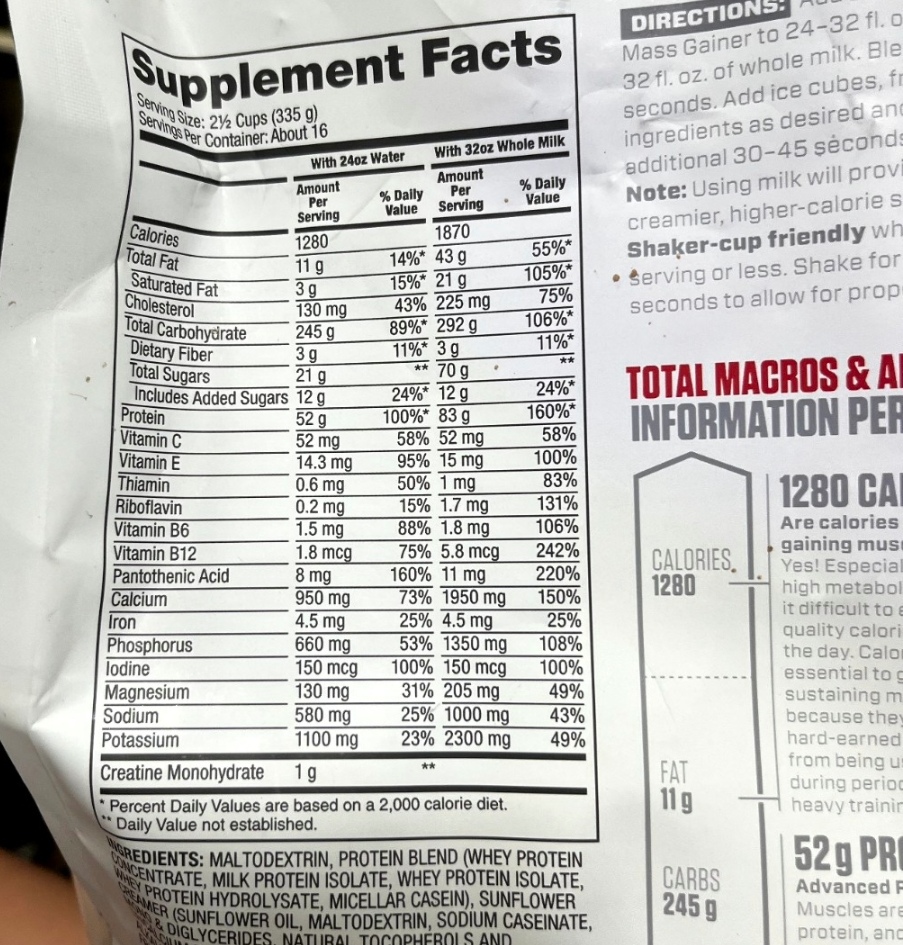 Supplement Facts
Serving Size: 2½ Cups (335 g)
Servings Per Container: About 16
With 24oz Water With 32oz Whole Milk
Amount Per Serving % Daily Value Amount Per Serving % Daily Value
Calories 1280 1870
Total Fat 11 g 14%* 43 g 55%*
Saturated Fat 3 g 15%* 21 g 105%*
Cholesterol 130 mg 43% 225 mg 75%
Total Carbohydrate 245 g 89%* 292 g 106%*
Dietary Fiber 3 g 11%* 3 g 11%*
Total Sugars 21 g ** 70 g **
Includes Added Sugars 12 g 24%* 12 g 24%*
Protein 52 g 100%* 83 g 160%*
Vitamin C 52 mg 58% 52 mg 58%
Vitamin E 14.3 mg 95% 15 mg 100%
Thiamin 0.6 mg 50% 1 mg 83%
Riboflavin 0.2 mg 15% 1.7 mg 131%
Vitamin B6 1.5 mg 88% 1.8 mg 106%
Vitamin B12 1.8 mcg 75% 5.8 mcg 242%
Pantothenic Acid 8 mg 160% 11 mg 220%
Calcium 950 mg 73% 1950 mg 150%
Iron 4.5 mg 25% 4.5 mg 25%
Phosphorus 660 mg 53% 1350 mg 108%
Iodine 150 mcg 100% 150 mcg 100%
Magnesium 130 mg 31% 205 mg 49%
Sodium 580 mg 25% 1000 mg 43%
Potassium 1100 mg 23% 2300 mg 49%
Creatine Monohydrate 1 g **
* Percent Daily Values are based on a 2,000 calorie diet.
** Daily Value not established.
INGREDIENTS: MALTODEXTRIN, PROTEIN BLEND (WHEY PROTEIN
CONCENTRATE, MILK PROTEIN ISOLATE, WHEY PROTEIN ISOLATE,
WHEY PROTEIN HYDROLYSATE, MICELLAR CASEIN), SUNFLOWER
CREAMER (SUNFLOWER OIL, MALTODEXTRIN, SODIUM CASEINATE,
& DIGLYCERIDES, NATURAL TOCOPHEROLS AND
DIRECTIONS:
Mass Gainer to 24-32 fl. o
32 fl. oz. of whole milk. Ble
seconds. Add ice cubes, fr
ingredients as desired and
additional 30-45 seconds
Note: Using milk will provi
creamier, higher-calorie s
Shaker-cup friendly wh
serving or less. Shake for
seconds to allow for prop
TOTAL MACROS & A
INFORMATION PER
CALORIES
1280
FAT
11 g
CARBS
245 g
1280 CA
Are calories
gaining mus
Yes! Especial
high metabol
it difficult to e
quality calori
the day. Calo
essential to g
sustaining m
because they
hard-earned
from being u
during period
heavy trainin
52 g PRO
Advanced P
Muscles are
protein, and